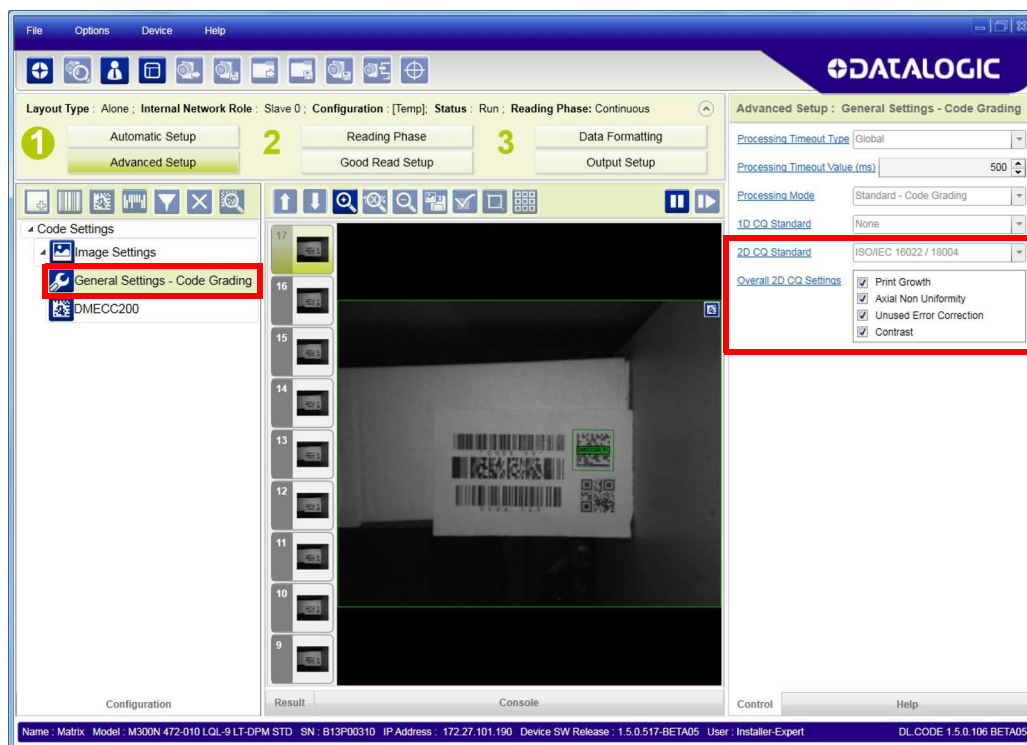 File Options Device Help
DATALOGIC
Layout Type : Alone ; Internal Network Role : Slave 0 ; Configuration : [Temp]; Status : Run ; Reading Phase: Continuous
1 Automatic Setup
Advanced Setup
2 Reading Phase
Good Read Setup
3 Data Formatting
Output Setup
Code Settings
Image Settings
General Settings - Code Grading
DMECC200
Configuration
17
16
15
14
13
12
11
10
9
Result Console
Advanced Setup : General Settings - Code Grading
Processing Timeout Type Global
Processing Timeout Value (ms) 500
Processing Mode Standard - Code Grading
1D CQ Standard None
2D CQ Standard ISO/IEC 16022 / 18004
Overall 2D CQ Settings Print Growth
Axial Non Uniformity
Unused Error Correction
Contrast
Control Help
Name : Matrix Model : M300N 472-010 LQL-9 LT-DPM STD SN : B13P00310 IP Address : 172.27.101.190 Device SW Release : 1.5.0.517-BETA05 User : Installer-Expert DL.CODE 1.5.0.106 BETA05